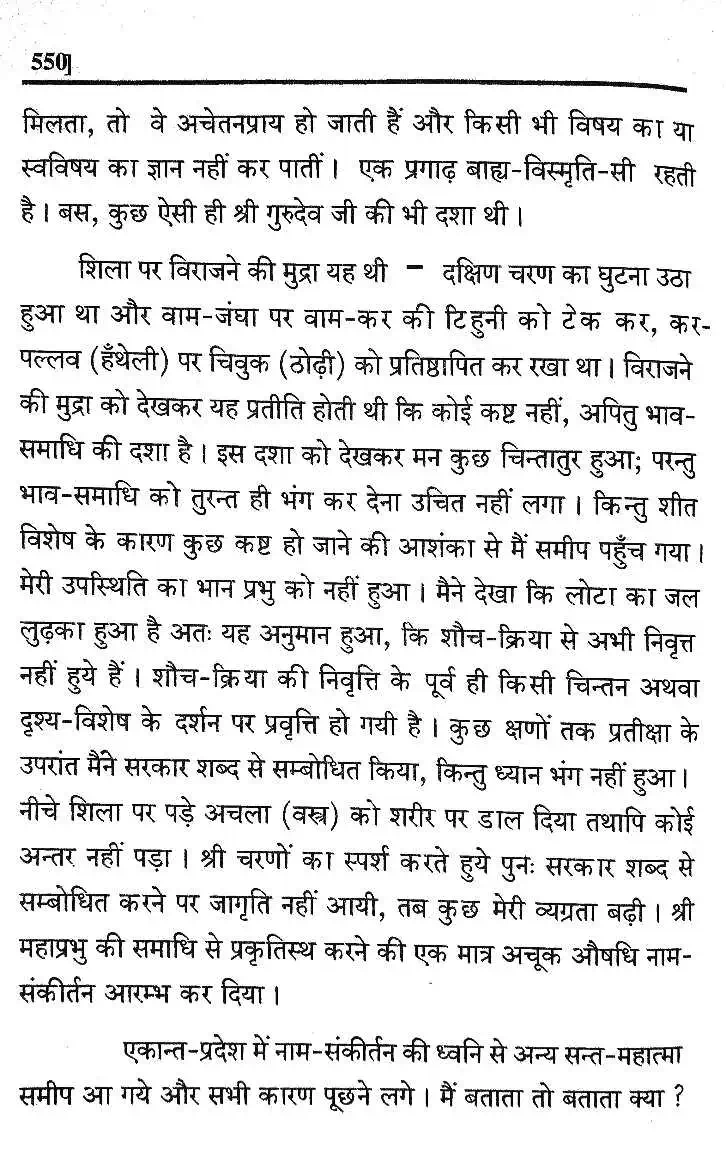 550]
मिलता, तो वे अचेतनप्राय हो जाती हैं और किसी भी विषय का या
स्वविषय का ज्ञान नहीं कर पातीं । एक प्रगाढ़ बाह्य-विस्मृति-सी रहती
है । बस, कुछ ऐसी ही श्री गुरुदेव जी की भी दशा थी ।
शिला पर विराजने की मुद्रा यह थी – दक्षिण चरण का घुटना उठा
हुआ था और वाम-जंघा पर वाम-कर की टिहुनी को टेक कर, कर-
पल्लव (हँथेली) पर चिवुक (ठोढ़ी) को प्रतिष्ठापित कर रखा था । विराजने
की मुद्रा को देखकर यह प्रतीति होती थी कि कोई कष्ट नहीं, अपितु भाव-
समाधि की दशा है । इस दशा को देखकर मन कुछ चिन्तातुर हुआ; परन्तु
भाव-समाधि को तुरन्त ही भंग कर देना उचित नहीं लगा । किन्तु शीत
विशेष के कारण कुछ कष्ट हो जाने की आशंका से मैं समीप पहुँच गया ।
मेरी उपस्थिति का भान प्रभु को नहीं हुआ । मैने देखा कि लोटा का जल
लुढ़का हुआ है अतः यह अनुमान हुआ, कि शौच-क्रिया से अभी निवृत्त
नहीं हुये हैं । शौच-क्रिया की निवृत्ति के पूर्व ही किसी चिन्तन अथवा
दृश्य-विशेष के दर्शन पर प्रवृत्ति हो गयी है । कुछ क्षणों तक प्रतीक्षा के
उपरांत मैंने सरकार शब्द से सम्बोधित किया, किन्तु ध्यान भंग नहीं हुआ ।
नीचे शिला पर पड़े अचला (वस्त्र) को शरीर पर डाल दिया तथापि कोई
अन्तर नहीं पड़ा । श्री चरणों का स्पर्श करते हुये पुनः सरकार शब्द से
सम्बोधित करने पर जागृति नहीं आयी, तब कुछ मेरी व्यग्रता बढ़ी । श्री
महाप्रभु की समाधि से प्रकृतिस्थ करने की एक मात्र अचूक औषधि नाम-
संकीर्तन आरम्भ कर दिया ।
एकान्त-प्रदेश में नाम-संकीर्तन की ध्वनि से अन्य सन्त-महात्मा
समीप आ गये और सभी कारण पूछने लगे । मैं बताता तो बताता क्या ?